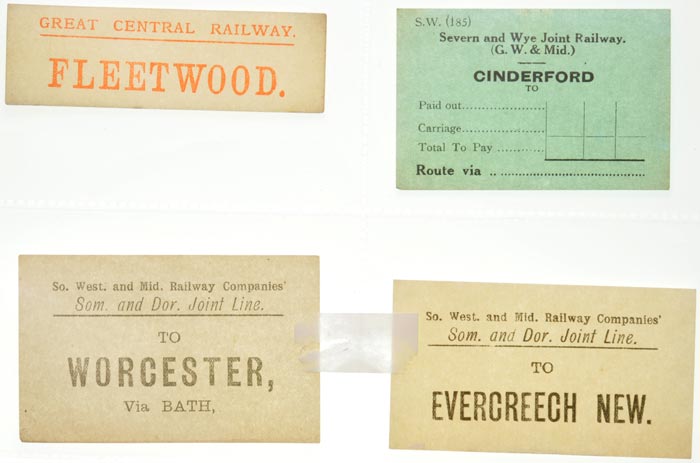 GREAT CENTRAL RAILWAY.
FLEETWOOD.
S.W. (185)
Severn and Wye Joint Railway.
(G. W. & Mid.)
CINDERFORD
TO
Paid out....................
Carriage....................
Total To Pay ............
Route via .. ..............................
So. West. and Mid. Railway Companies'
Som. and Dor. Joint Line.
TO
WORCESTER,
Via BATH,
So. West. and Mid. Railway Companies'
Som. and Dor. Joint Line.
TO
EVERCREECH NEW.